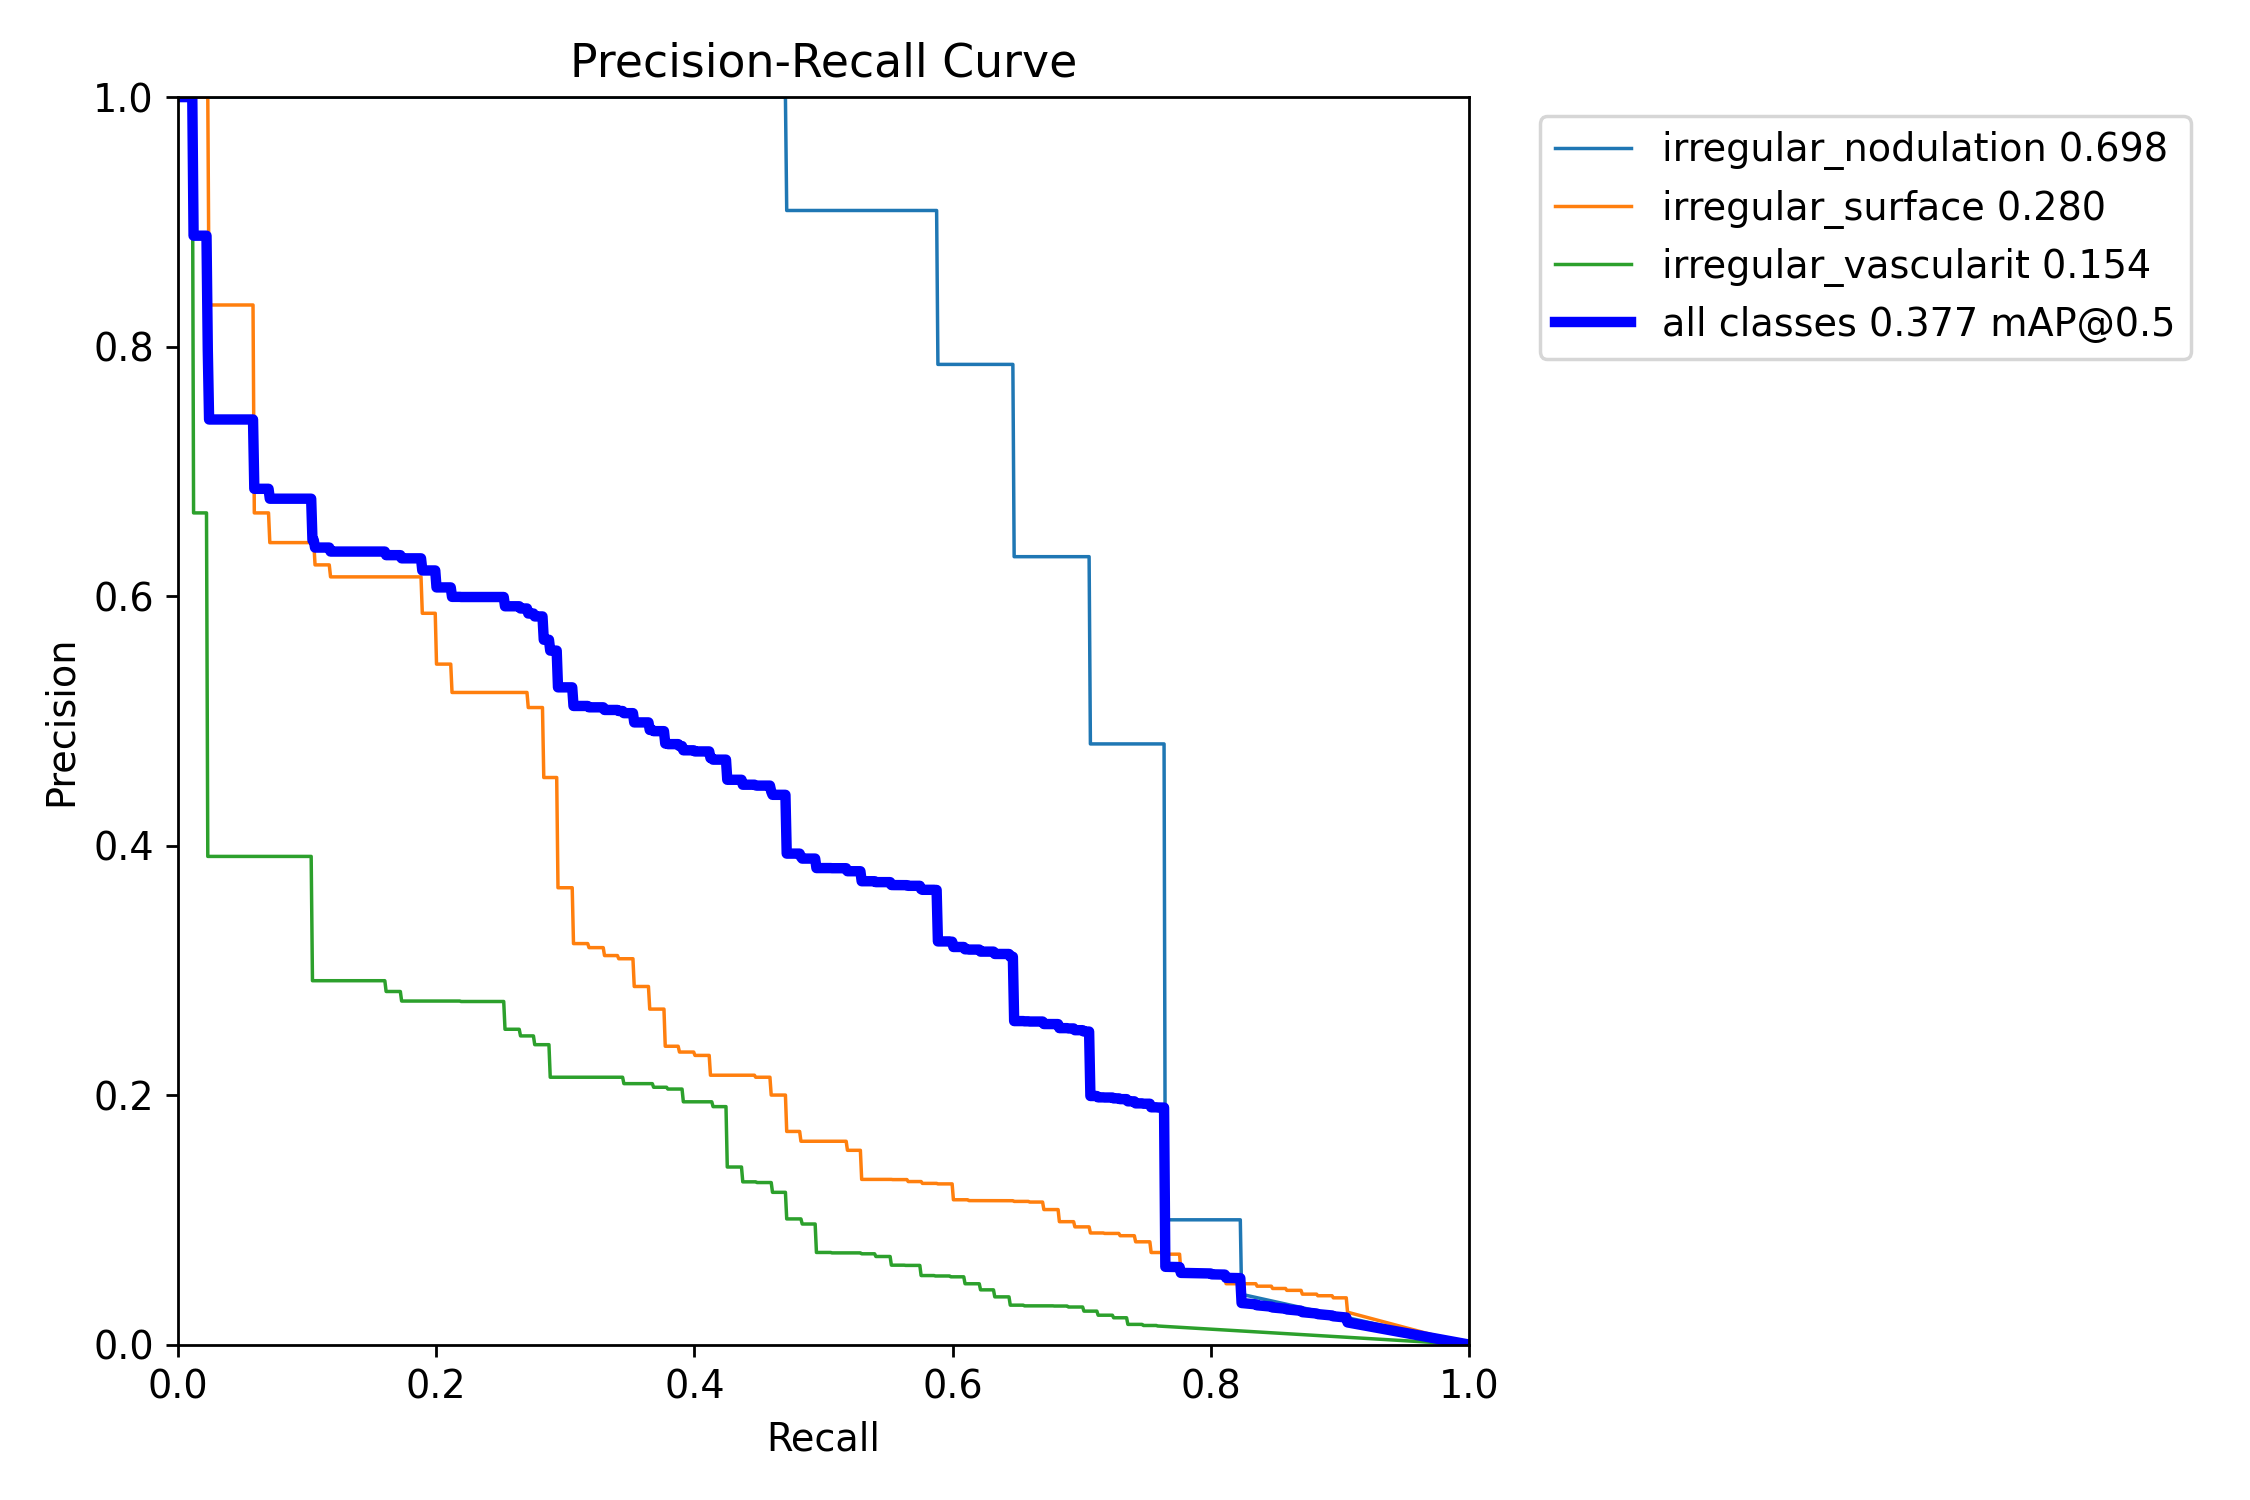 Precision-Recall Curve
1.0
0.8
0.6
0.4
0.2
0.0
Precision
0.0 0.2 0.4 0.6 0.8 1.0
Recall
irregular_nodulation 0.698
irregular_surface 0.280
irregular_vascularit 0.154
all classes 0.377 mAP@0.5